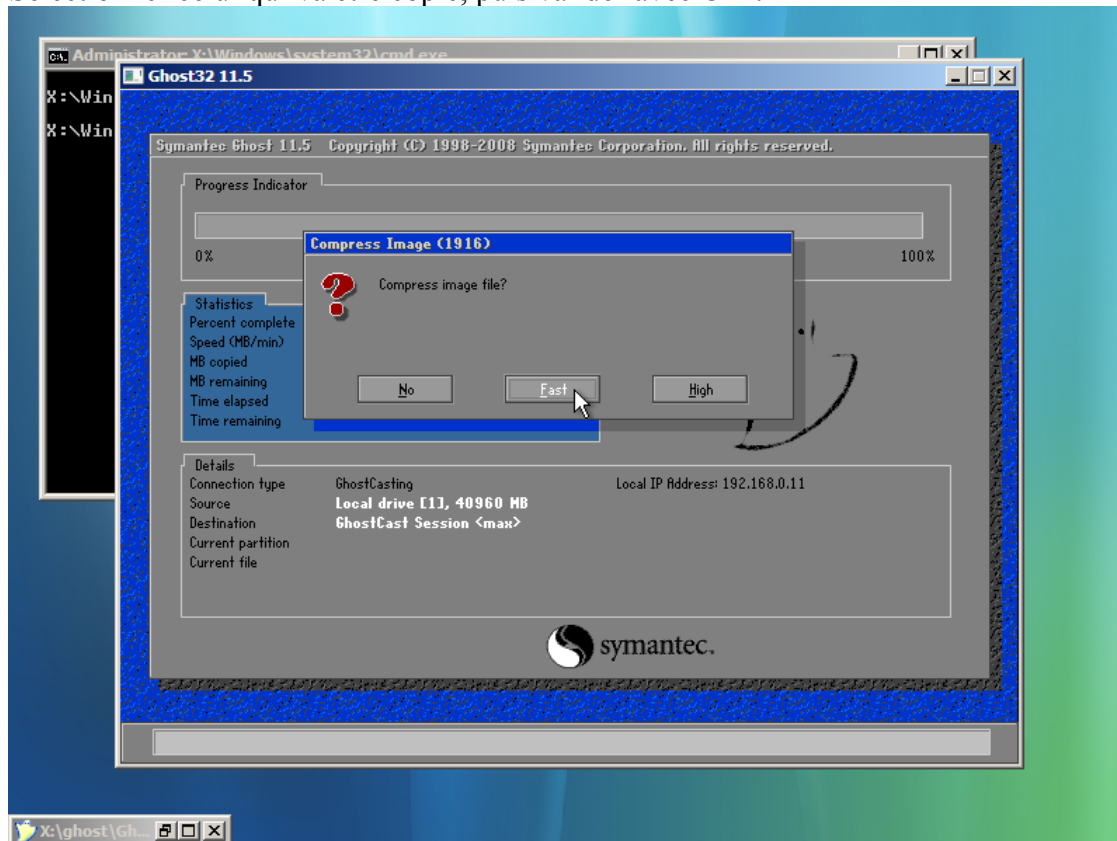 Administrator: X:\Windows\system32\cmd.exe
Ghost32 11.5
X:\Win
X:\Win
Symantec Ghost 11.5 Copyright (C) 1998-2008 Symantec Corporation. All rights reserved.
Progress Indicator
0%
100%
Compress Image (1916)
Compress image file?
No
Fast
High
Statistics
Percent complete
Speed (MB/min)
MB copied
MB remaining
Time elapsed
Time remaining
Details
Connection type GhostCasting Local IP Address: 192.168.0.11
Source Local drive [1], 40960 MB
Destination GhostCast Session <max>
Current partition
Current file
symantec.
X:\ghost\Gh...